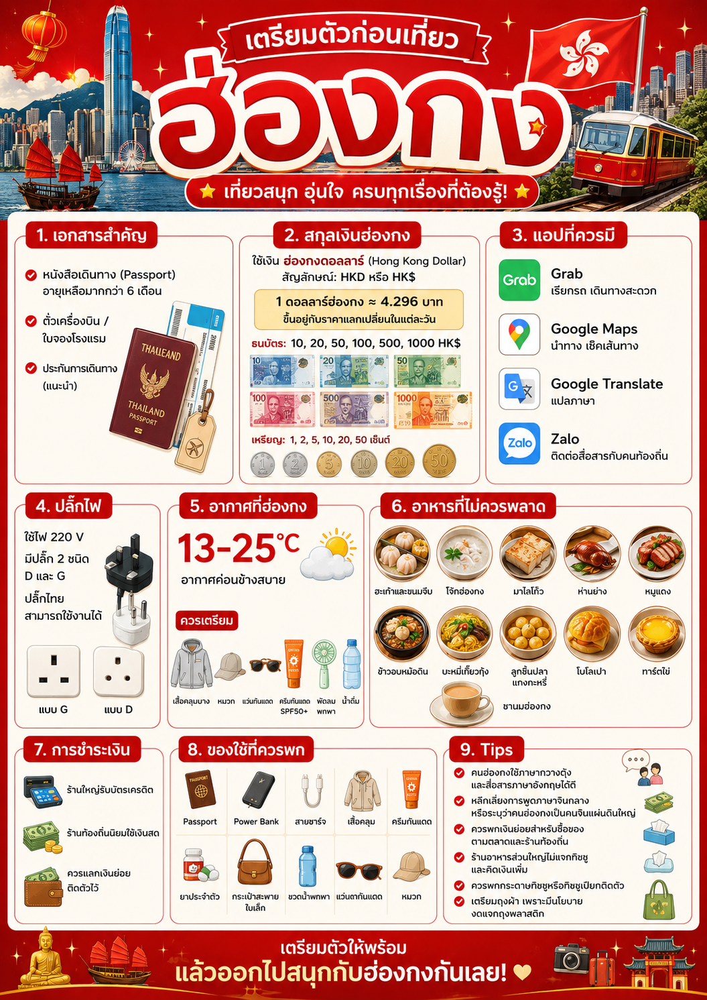 เตรียมตัวก่อนเที่ยว
ฮ่องกง
เที่ยวสนุก อุ่นใจ ครบทุกเรื่องที่ต้องรู้!
1. เอกสารสำคัญ
หนังสือเดินทาง (Passport)
อายุเหลือมากกว่า 6 เดือน
ตั๋วเครื่องบิน /
ใบจองโรงแรม
ประกันการเดินทาง
(แนะนำ)
THAILAND
PASSPORT
2. สกุลเงินฮ่องกง
ใช้เงิน ฮ่องกงดอลลาร์ (Hong Kong Dollar)
สัญลักษณ์: HKD หรือ HK$
1 ดอลลาร์ฮ่องกง ≈ 4.296 บาท
ขึ้นอยู่กับราคาแลกเปลี่ยนในแต่ละวัน
ธนบัตร: 10, 20, 50, 100, 500, 1000 HK$
10 20 50
100 500 1000
เหรียญ: 1, 2, 5, 10, 20, 50 เซ็นต์
1 2 5 10 20 50
3. แอปที่ควรมี
Grab
Grab
เรียกรถ เดินทางสะดวก
Google Maps
นำทาง เช็คเส้นทาง
G 文
Google Translate
แปลภาษา
Zalo
Zalo
ติดต่อสื่อสารกับคนท้องถิ่น
4. ปลั๊กไฟ
ใช้ไฟ 220 V
มีปลั๊ก 2 ชนิด
D และ G
ปลั๊กไทย
สามารถใช้งานได้
แบบ G
แบบ D
5. อากาศที่ฮ่องกง
13-25°C
อากาศค่อนข้างสบาย
ควรเตรียม
เสื้อคลุมบาง
หมวก
แว่นกันแดด
ครีมกันแดด
SPF50+
พัดลม
พกพา
น้ำดื่ม
6. อาหารที่ไม่ควรพลาด
ฮะเก๋าและขนมจีบ
โจ๊กฮ่องกง
มาไลโก๊ว
ห่านย่าง
หมูแดง
ข้าวอบหม้อดิน
บะหมี่เกี๊ยวกุ้ง
ลูกชิ้นปลา
แกงกะหรี่
โบโลเปา
ทาร์ตไข่
ชานมฮ่องกง
7. การชำระเงิน
ร้านใหญ่รับบัตรเครดิต
ร้านท้องถิ่นนิยมใช้เงินสด
ควรแลกเงินย่อย
ติดตัวไว้
8. ของใช้ที่ควรพก
Passport
Power Bank
สายชาร์จ
เสื้อคลุม
ครีมกันแดด
ยาประจำตัว
กระเป๋าสะพาย
ใบเล็ก
ขวดน้ำพกพา
แว่นตากันแดด
หมวก
9. Tips
คนฮ่องกงใช้ภาษากวางตุ้ง
และสื่อสารภาษาอังกฤษได้ดี
หลีกเลี่ยงการพูดภาษาจีนกลาง
หรือระบุว่าคนฮ่องกงเป็นคนจีนแผ่นดินใหญ่
ควรพกเงินย่อยสำหรับซื้อของ
ตามตลาดและร้านท้องถิ่น
ร้านอาหารส่วนใหญ่ไม่แจกทิชชู
และคิดเงินเพิ่ม
ควรพกกระดาษทิชชูหรือทิชชูเปียกติดตัว
เตรียมถุงผ้า เพราะมีนโยบาย
งดแจกถุงพลาสติก
เตรียมตัวให้พร้อม
แล้วออกไปสนุกกับฮ่องกงกันเลย!